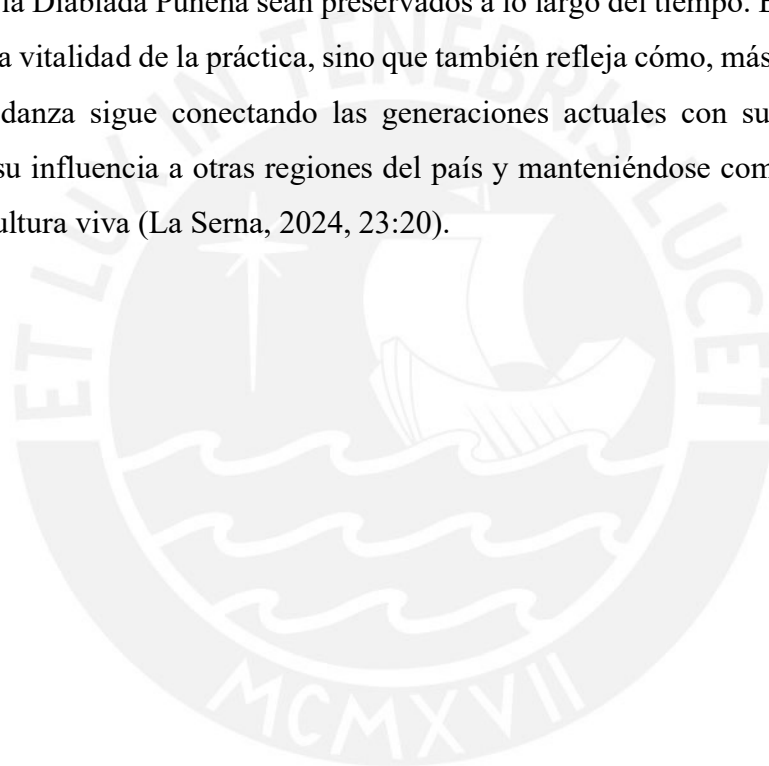 la Diablada Puneña sean preservados a lo largo del tiempo. E
a vitalidad de la práctica, sino que también refleja cómo, más
danza sigue conectando las generaciones actuales con su
su influencia a otras regiones del país y manteniéndose com
ultura viva (La Serna, 2024, 23:20).
ET LUX IN TENEBRIS LUCET
MCMXVII